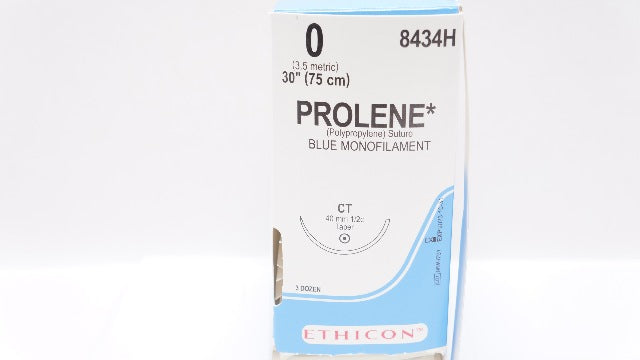 0
8434H
(3.5 metric)
30" (75 cm)
PROLENE*
(Polypropylene) Suture
BLUE MONOFILAMENT
CT
40 mm 1/2c
Taper
3 DOZEN
ETHICON™